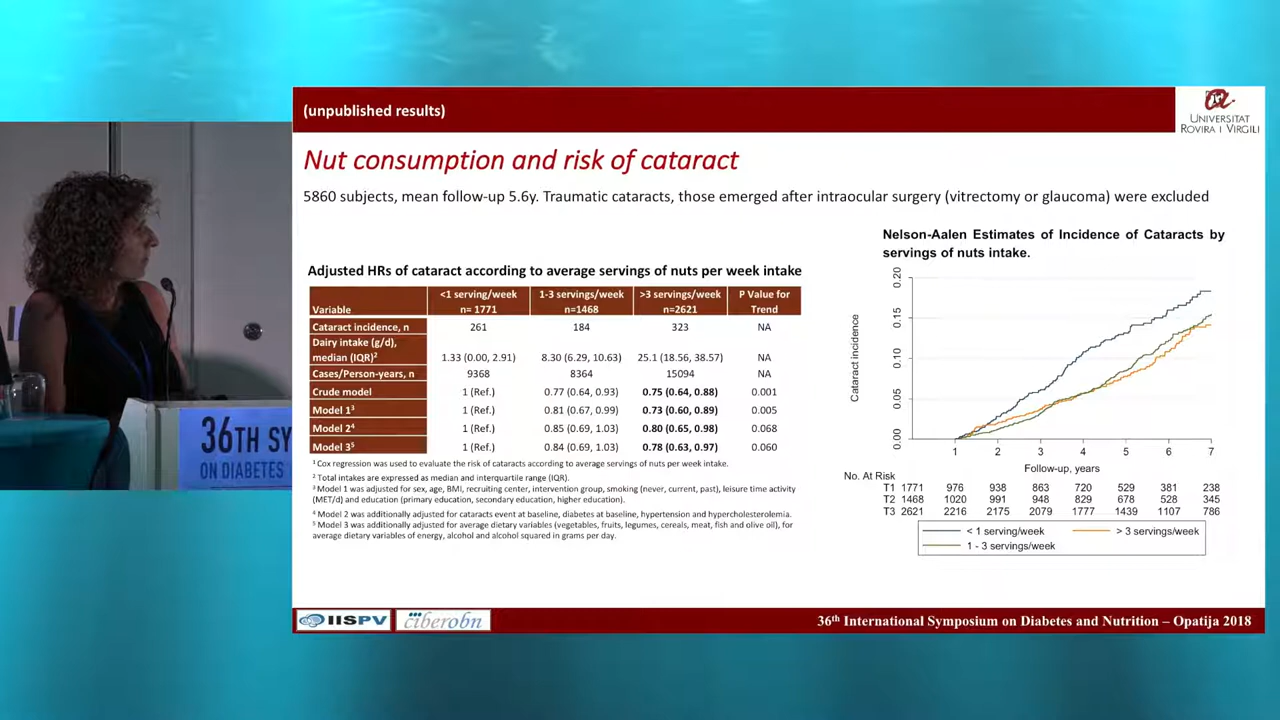 (unpublished results)
UNIVERSITAT
ROVIRA I VIRGILI
Nut consumption and risk of cataract
5860 subjects, mean follow-up 5.6y. Traumatic cataracts, those emerged after intraocular surgery (vitrectomy or glaucoma) were excluded
Adjusted HRs of cataract according to average servings of nuts per week intake
Variable <1 serving/week n= 1771 1-3 servings/week n=1468 >3 servings/week n=2621 P Value for Trend
Cataract incidence, n 261 184 323 NA
Dairy intake (g/d), median (IQR)2 1.33 (0.00, 2.91) 8.30 (6.29, 10.63) 25.1 (18.56, 38.57) NA
Cases/Person-years, n 9368 8364 15094 NA
Crude model 1 (Ref.) 0.77 (0.64, 0.93) 0.75 (0.64, 0.88) 0.001
Model 13 1 (Ref.) 0.81 (0.67, 0.99) 0.73 (0.60, 0.89) 0.005
Model 24 1 (Ref.) 0.85 (0.69, 1.03) 0.80 (0.65, 0.98) 0.068
Model 35 1 (Ref.) 0.84 (0.69, 1.03) 0.78 (0.63, 0.97) 0.060
1 Cox regression was used to evaluate the risk of cataracts according to average servings of nuts per week intake.
2 Total intakes are expressed as median and interquartile range (IQR).
3 Model 1 was adjusted for sex, age, BMI, recruiting center, intervention group, smoking (never, current, past), leisure time activity
(MET/d) and education (primary education, secondary education, higher education).
4 Model 2 was additionally adjusted for cataracts event at baseline, diabetes at baseline, hypertension and hypercholesterolemia.
5 Model 3 was additionally adjusted for average dietary variables (vegetables, fruits, legumes, cereals, meat, fish and olive oil), for
average dietary variables of energy, alcohol and alcohol squared in grams per day.
Nelson-Aalen Estimates of Incidence of Cataracts by
servings of nuts intake.
Cataract incidence
0.20
0.15
0.10
0.05
0.00
1 2 3 4 5 6 7
Follow-up, years
No. At Risk
T1 1771 976 938 863 720 529 381 238
T2 1468 1020 991 948 829 678 528 345
T3 2621 2216 2175 2079 1777 1439 1107 786
< 1 serving/week > 3 servings/week
1 - 3 servings/week
IISPV ciberobn
36th International Symposium on Diabetes and Nutrition – Opatija 2018
36TH SY
ON DIABETES